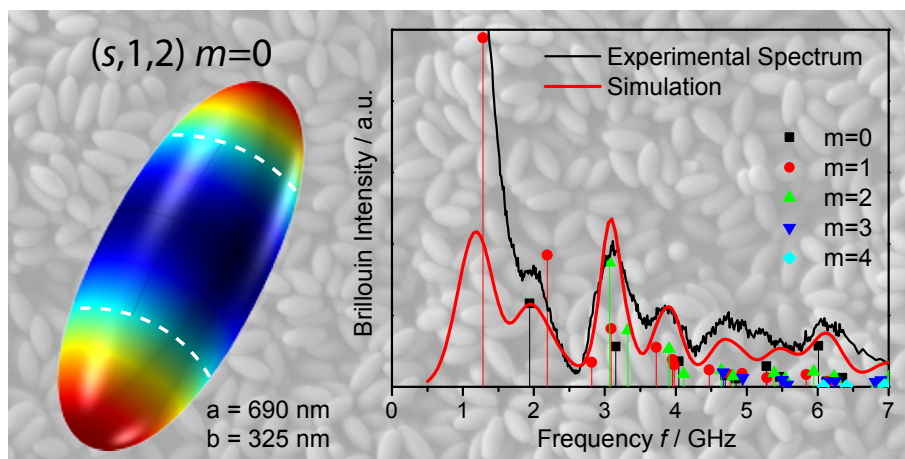 (s,1,2) m=0
a = 690 nm
b = 325 nm
Brillouin Intensity / a.u.
Experimental Spectrum
Simulation
m=0
m=1
m=2
m=3
m=4
0 1 2 3 4 5 6 7
Frequency f / GHz